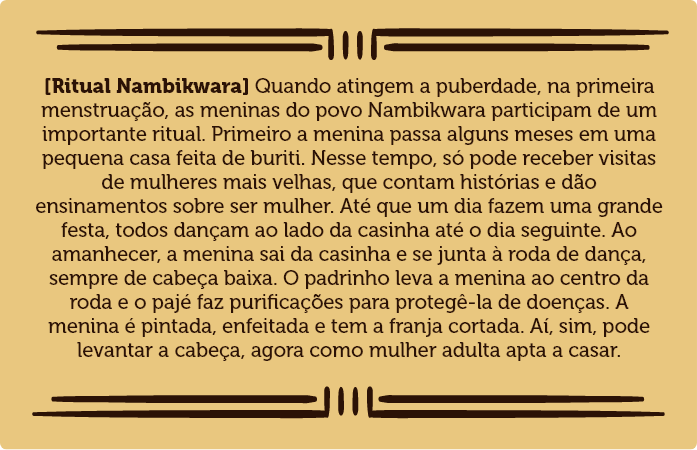 [Ritual Nambikwara] Quando atingem a puberdade, na primeira
menstruação, as meninas do povo Nambikwara participam de um
importante ritual. Primeiro a menina passa alguns meses em uma
pequena casa feita de buriti. Nesse tempo, só pode receber visitas
de mulheres mais velhas, que contam histórias e dão
ensinamentos sobre ser mulher. Até que um dia fazem uma grande
festa, todos dançam ao lado da casinha até o dia seguinte. Ao
amanhecer, a menina sai da casinha e se junta à roda de dança,
sempre de cabeça baixa. O padrinho leva a menina ao centro da
roda e o pajé faz purificações para protegê-la de doenças. A
menina é pintada, enfeitada e tem a franja cortada. Aí, sim, pode
levantar a cabeça, agora como mulher adulta apta a casar.